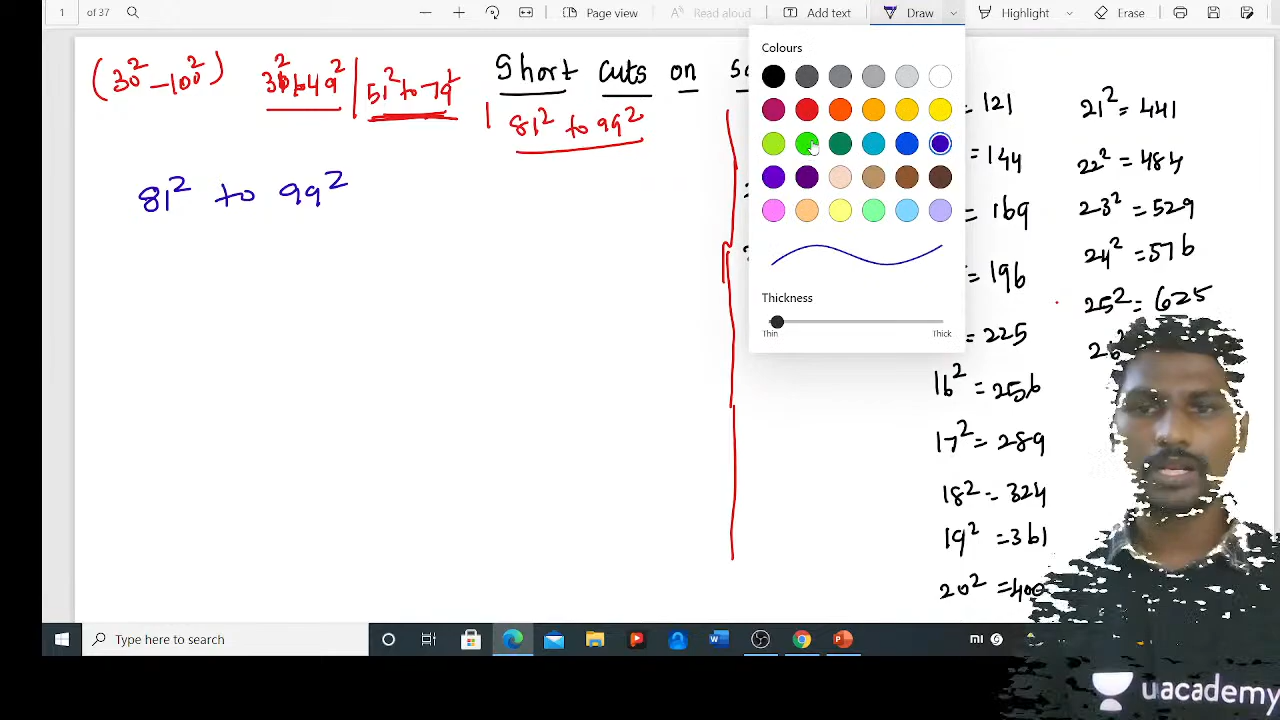 1 of 37 Page view Read aloud Add text Draw Highlight Erase
(30² - 100²) 36² to 49² | 51² to 79² | Short cuts on
81² to 99²
81² to 99²
Colours
Thickness
Thin Thick
= 121
= 144
= 169
= 196
= 225
16² = 256
17² = 289
18² = 324
19² = 361
20² = 400
21² = 441
22² = 484
23² = 529
24² = 576
25² = 625
Type here to search
uacademy